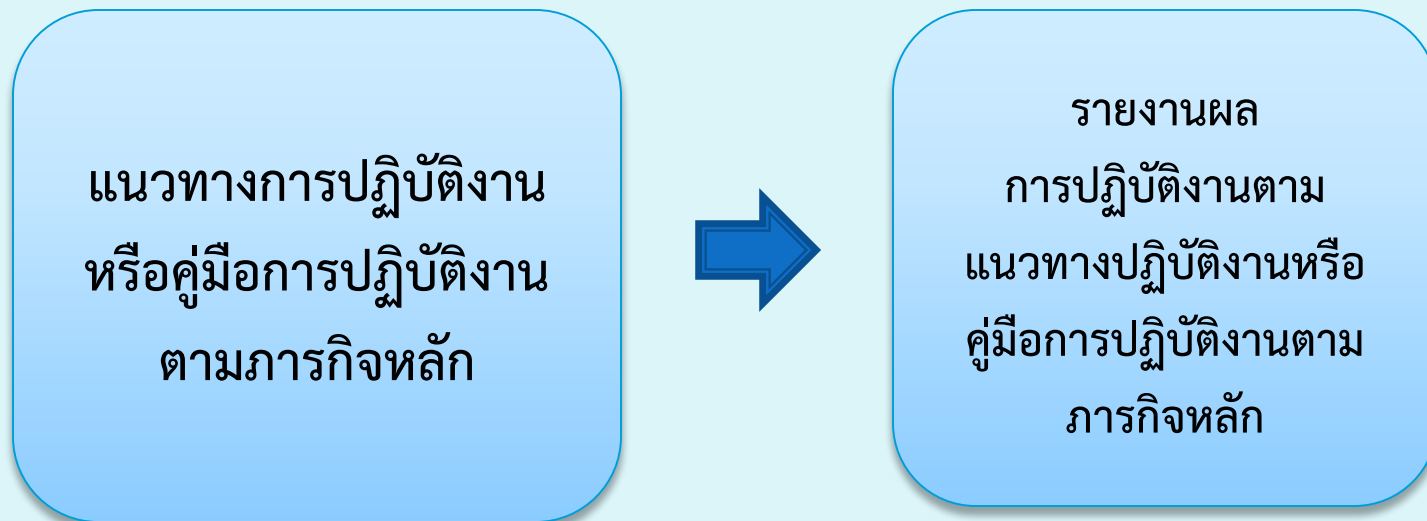 แนวทางการปฏิบัติงาน
หรือคู่มือการปฏิบัติงาน
ตามภารกิจหลัก
รายงานผล
การปฏิบัติงานตาม
แนวทางปฏิบัติงานหรือ
คู่มือการปฏิบัติงานตาม
ภารกิจหลัก